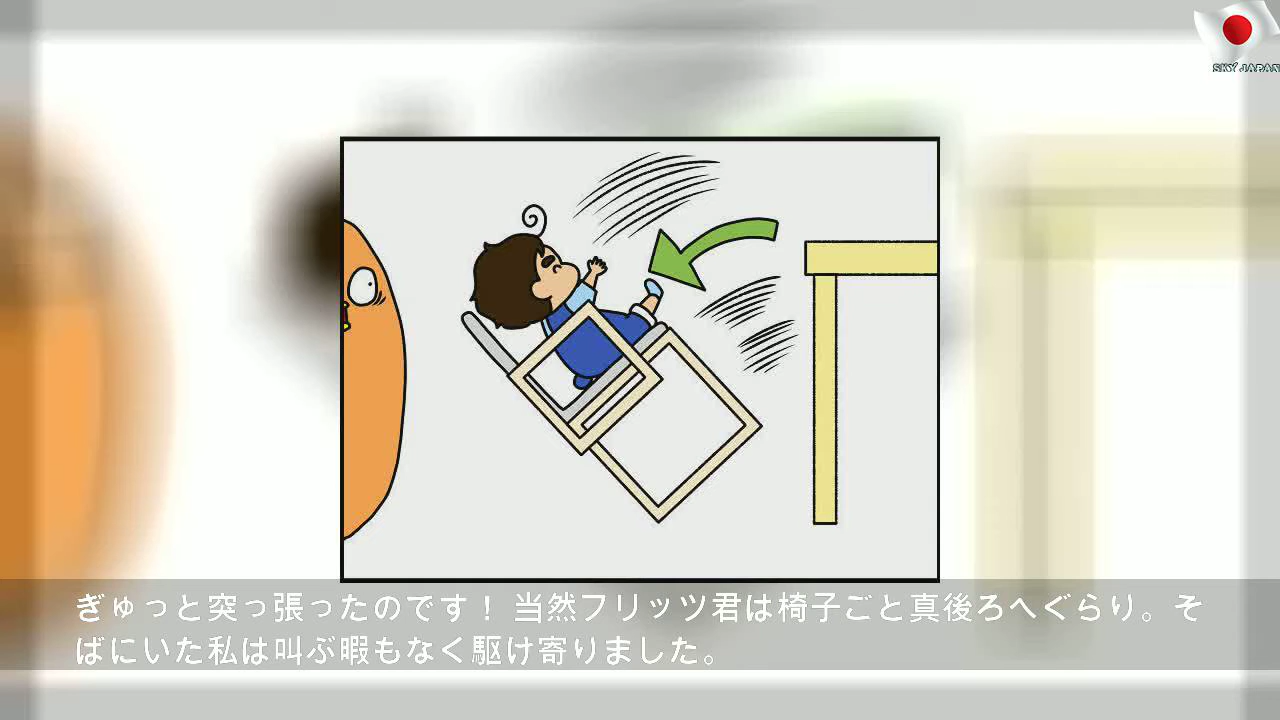 SKY JAPAN
ぎゅっと突っ張ったのです！ 当然フリッツ君は椅子ごと真後ろへぐらり。そ
ばにいた私は叫ぶ暇もなく駆け寄りました。